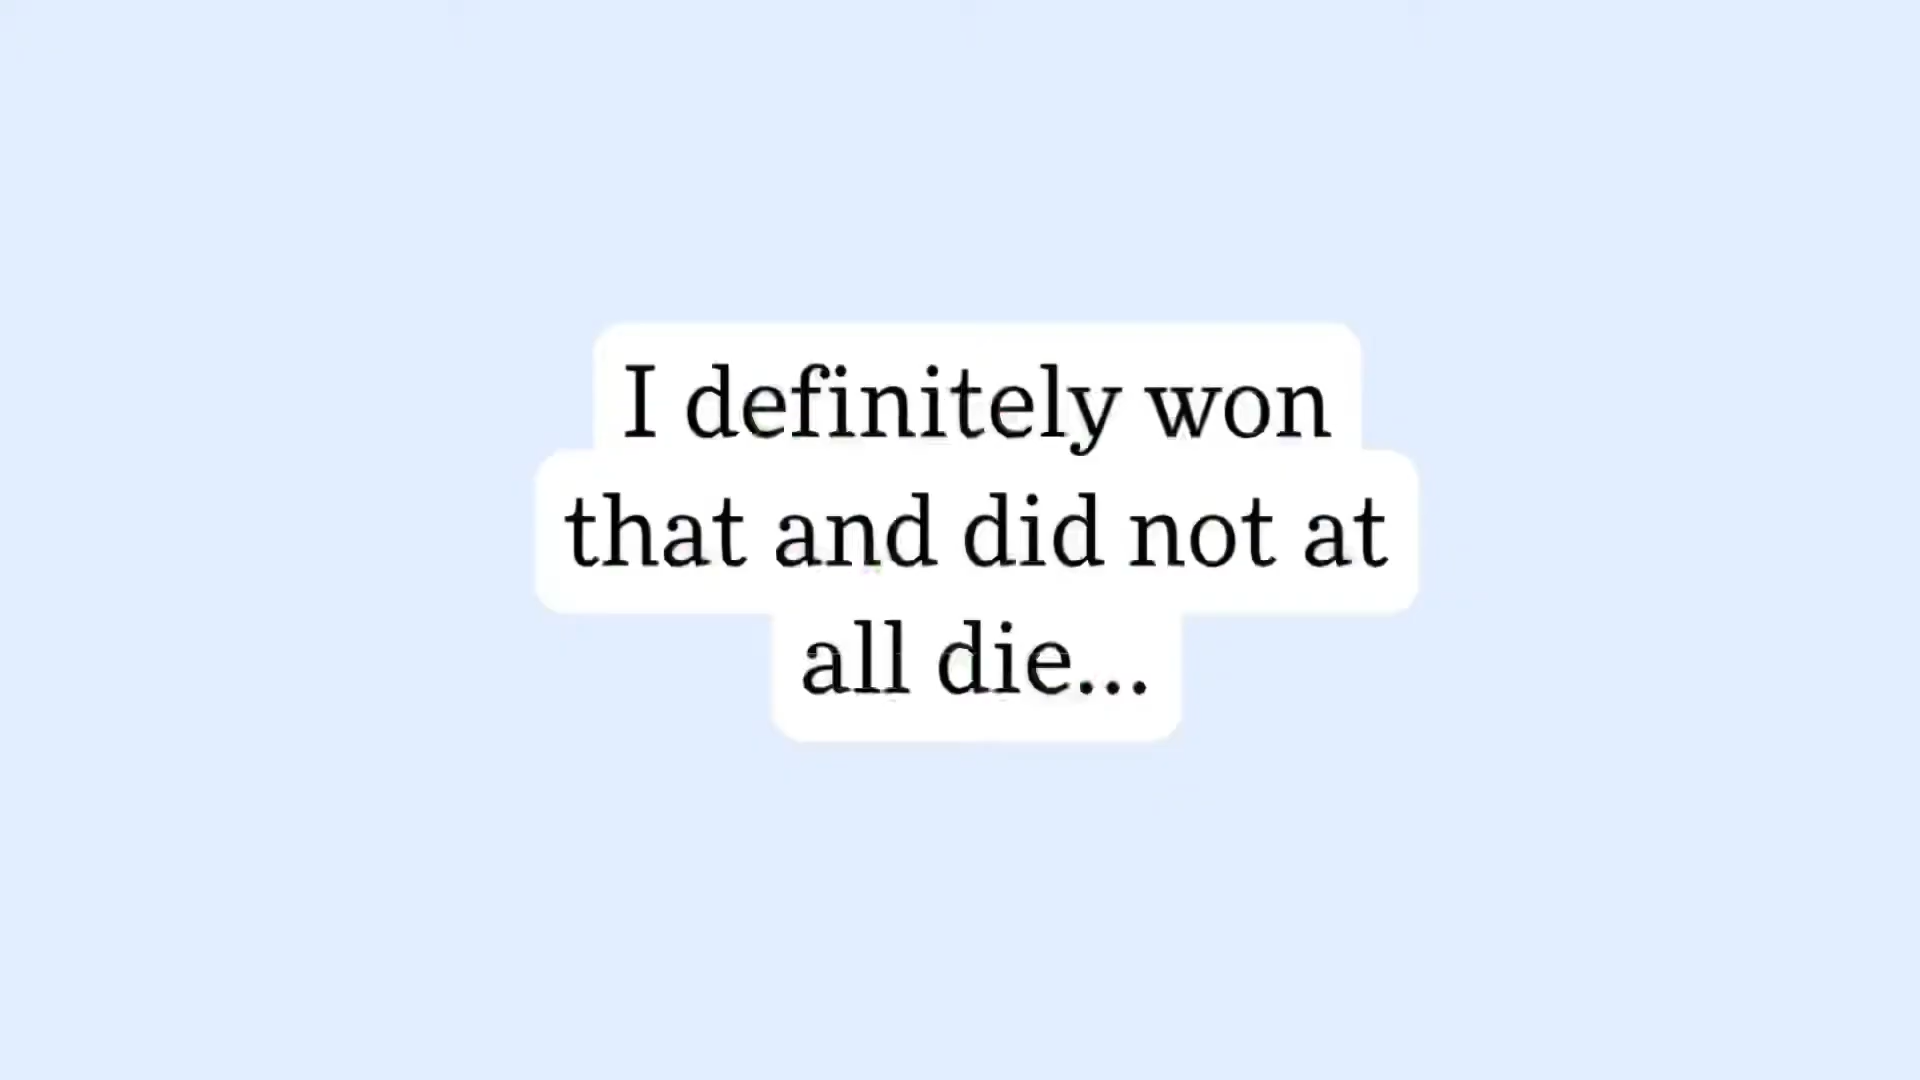 I definitely won
that and did not at
all die...